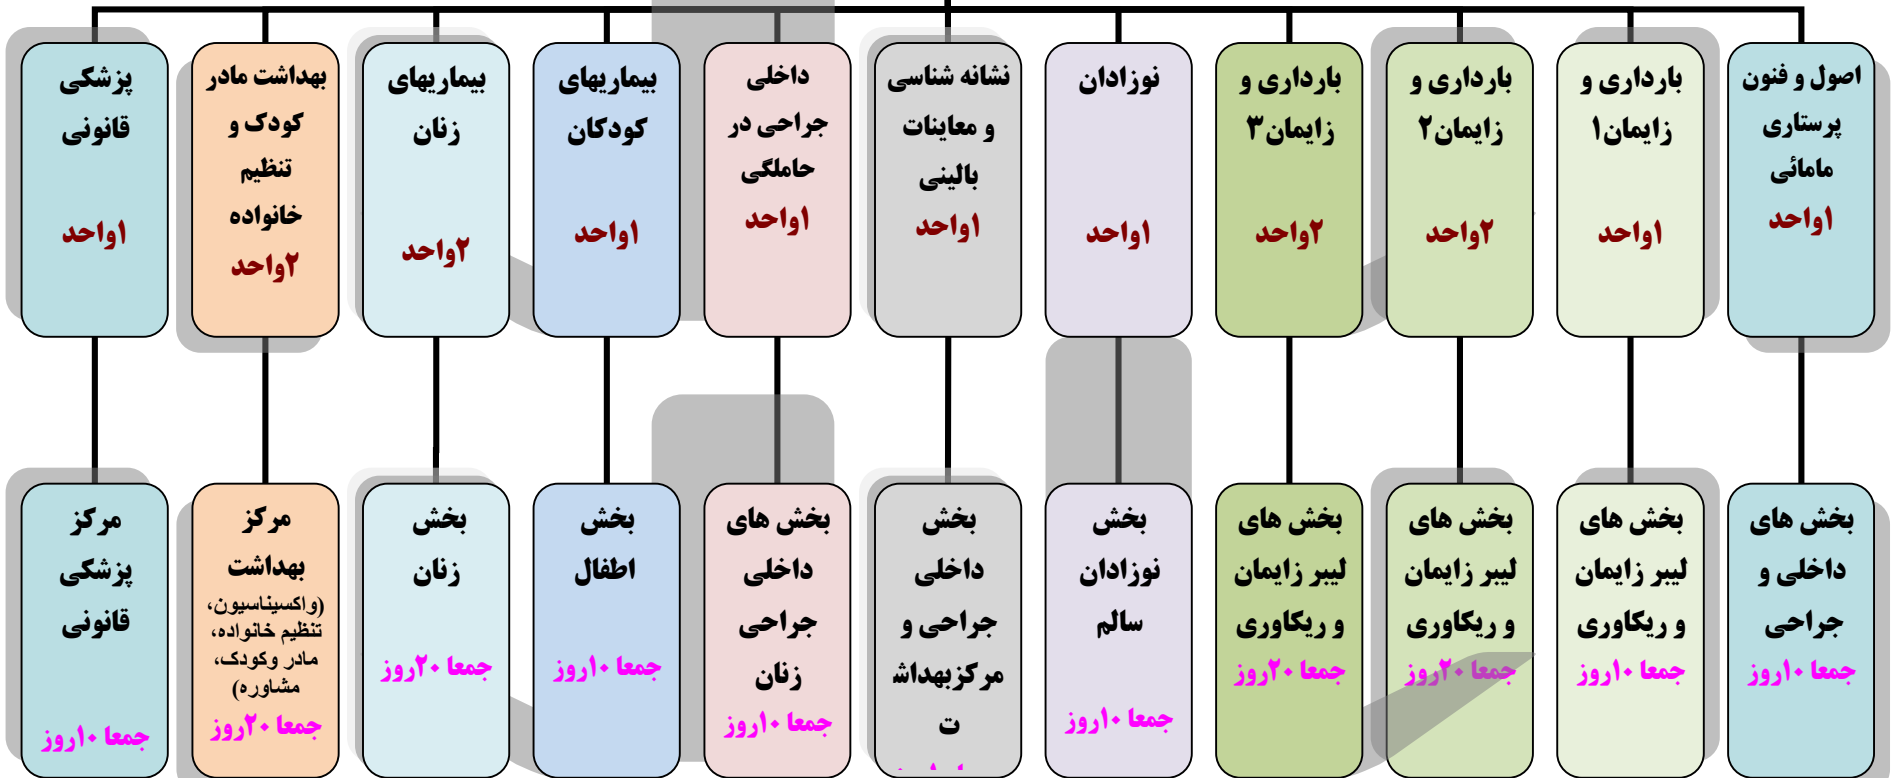 اصول و فنون
پرستاری
مامائی
۱واحد
بارداری و
زایمان۱
۱واحد
بارداری و
زایمان۲
۲واحد
بارداری و
زایمان۳
۲واحد
نوزادان
۱واحد
نشانه شناسی
و معاینات
بالینی
۱واحد
داخلی
جراحی در
حاملگی
۱واحد
بیماریهای
کودکان
۱واحد
بیماریهای
زنان
۲واحد
بهداشت مادر
کودک و
تنظیم
خانواده
۲واحد
پزشکی
قانونی
۱واحد
بخش های
داخلی و
جراحی
جمعا ۱۰روز
بخش های
لیبر زایمان
و ریکاوری
جمعا ۱۰روز
بخش های
لیبر زایمان
و ریکاوری
جمعا ۲۰روز
بخش های
لیبر زایمان
و ریکاوری
جمعا ۲۰روز
بخش
نوزادان
سالم
جمعا ۱۰روز
بخش
داخلی
جراحی و
مرکزبهداش
ت
بخش های
داخلی
جراحی
زنان
جمعا ۱۰روز
بخش
اطفال
جمعا ۱۰روز
بخش
زنان
جمعا ۲۰روز
مرکز
بهداشت
(واکسیناسیون،
تنظیم خانواده،
مادر وکودک،
مشاوره)
جمعا ۲۰روز
مرکز
پزشکی
قانونی
جمعا ۱۰روز